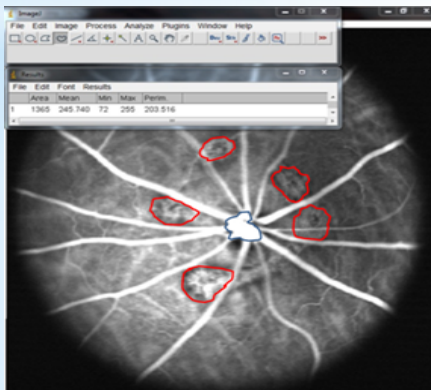 ImageJ
File Edit Image Process Analyze Plugins Window Help
Results
File Edit Font Results
Area Mean Min Max Perim.
1 1365 245.740 72 255 203.516